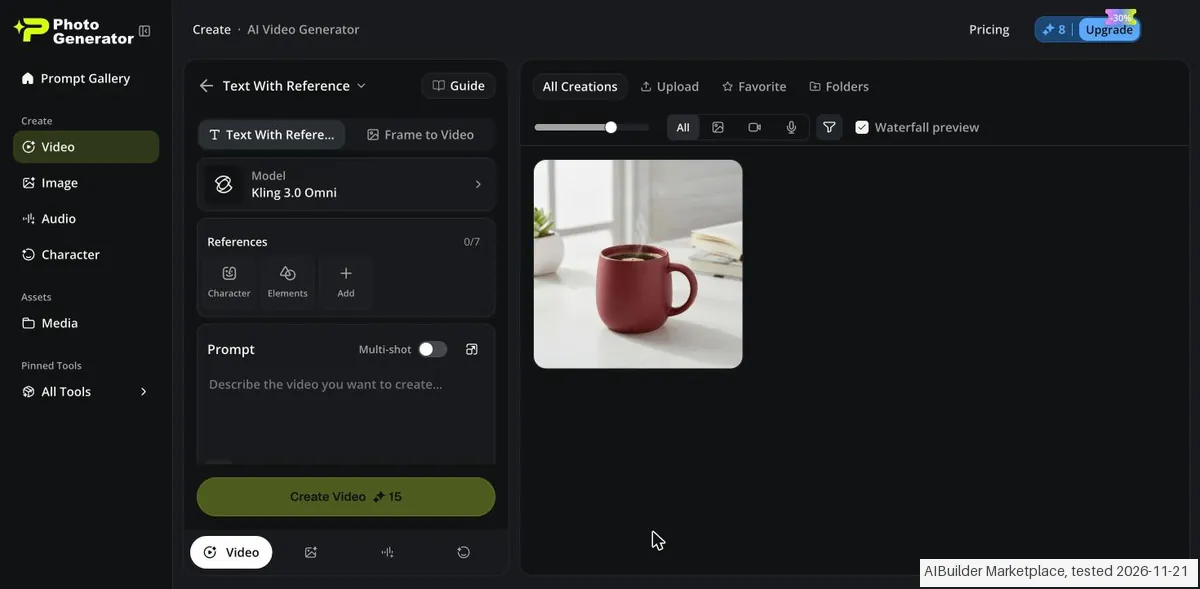 Photo
Generator
Prompt Gallery
Create
Video
Image
Audio
Character
Assets
Media
Pinned Tools
All Tools
Create · AI Video Generator
Pricing
8
Upgrade
-30%
Text With Reference
Guide
Text With Refere...
Frame to Video
Model
Kling 3.0 Omni
References
0/7
Character
Elements
Add
Prompt
Multi-shot
Describe the video you want to create...
Create Video 15
Video
All Creations
Upload
Favorite
Folders
All
Waterfall preview
AIBuilder Marketplace, tested 2026-11-21